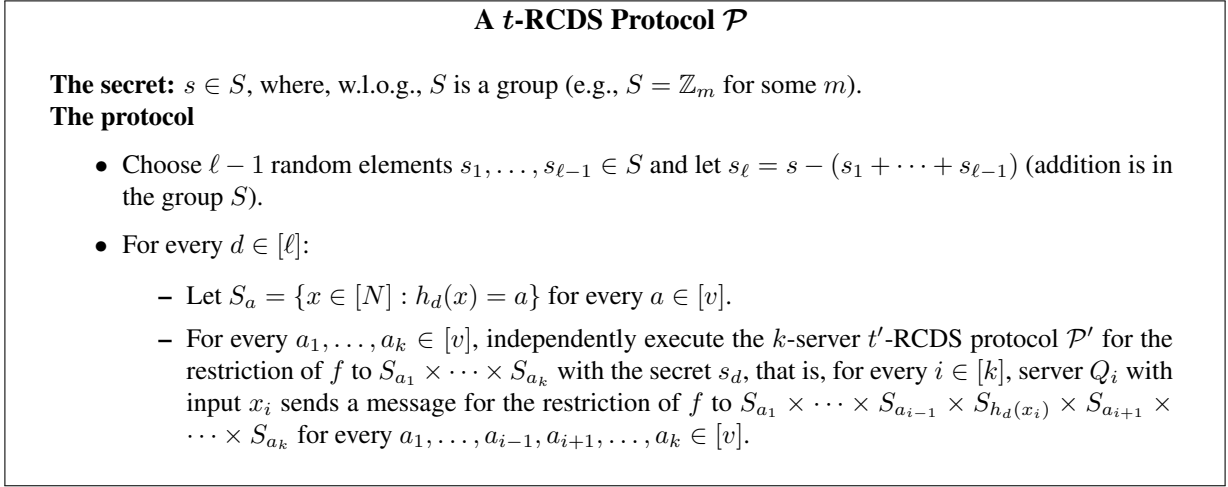 A t-RCDS Protocol 𝒫
The secret: s ∈ S, where, w.l.o.g., S is a group (e.g., S = ℤ_m for some m).
The protocol
• Choose ℓ − 1 random elements s_1, . . . , s_{ℓ−1} ∈ S and let s_ℓ = s − (s_1 + · · · + s_{ℓ−1}) (addition is in
the group S).
• For every d ∈ [ℓ]:
– Let S_a = {x ∈ [N] : h_d(x) = a} for every a ∈ [v].
– For every a_1, . . . , a_k ∈ [v], independently execute the k-server t′-RCDS protocol 𝒫′ for the
restriction of f to S_{a_1} × · · · × S_{a_k} with the secret s_d, that is, for every i ∈ [k], server Q_i with
input x_i sends a message for the restriction of f to S_{a_1} × · · · × S_{a_{i−1}} × S_{h_d(x_i)} × S_{a_{i+1}} ×
· · · × S_{a_k} for every a_1, . . . , a_{i−1}, a_{i+1}, . . . , a_k ∈ [v].